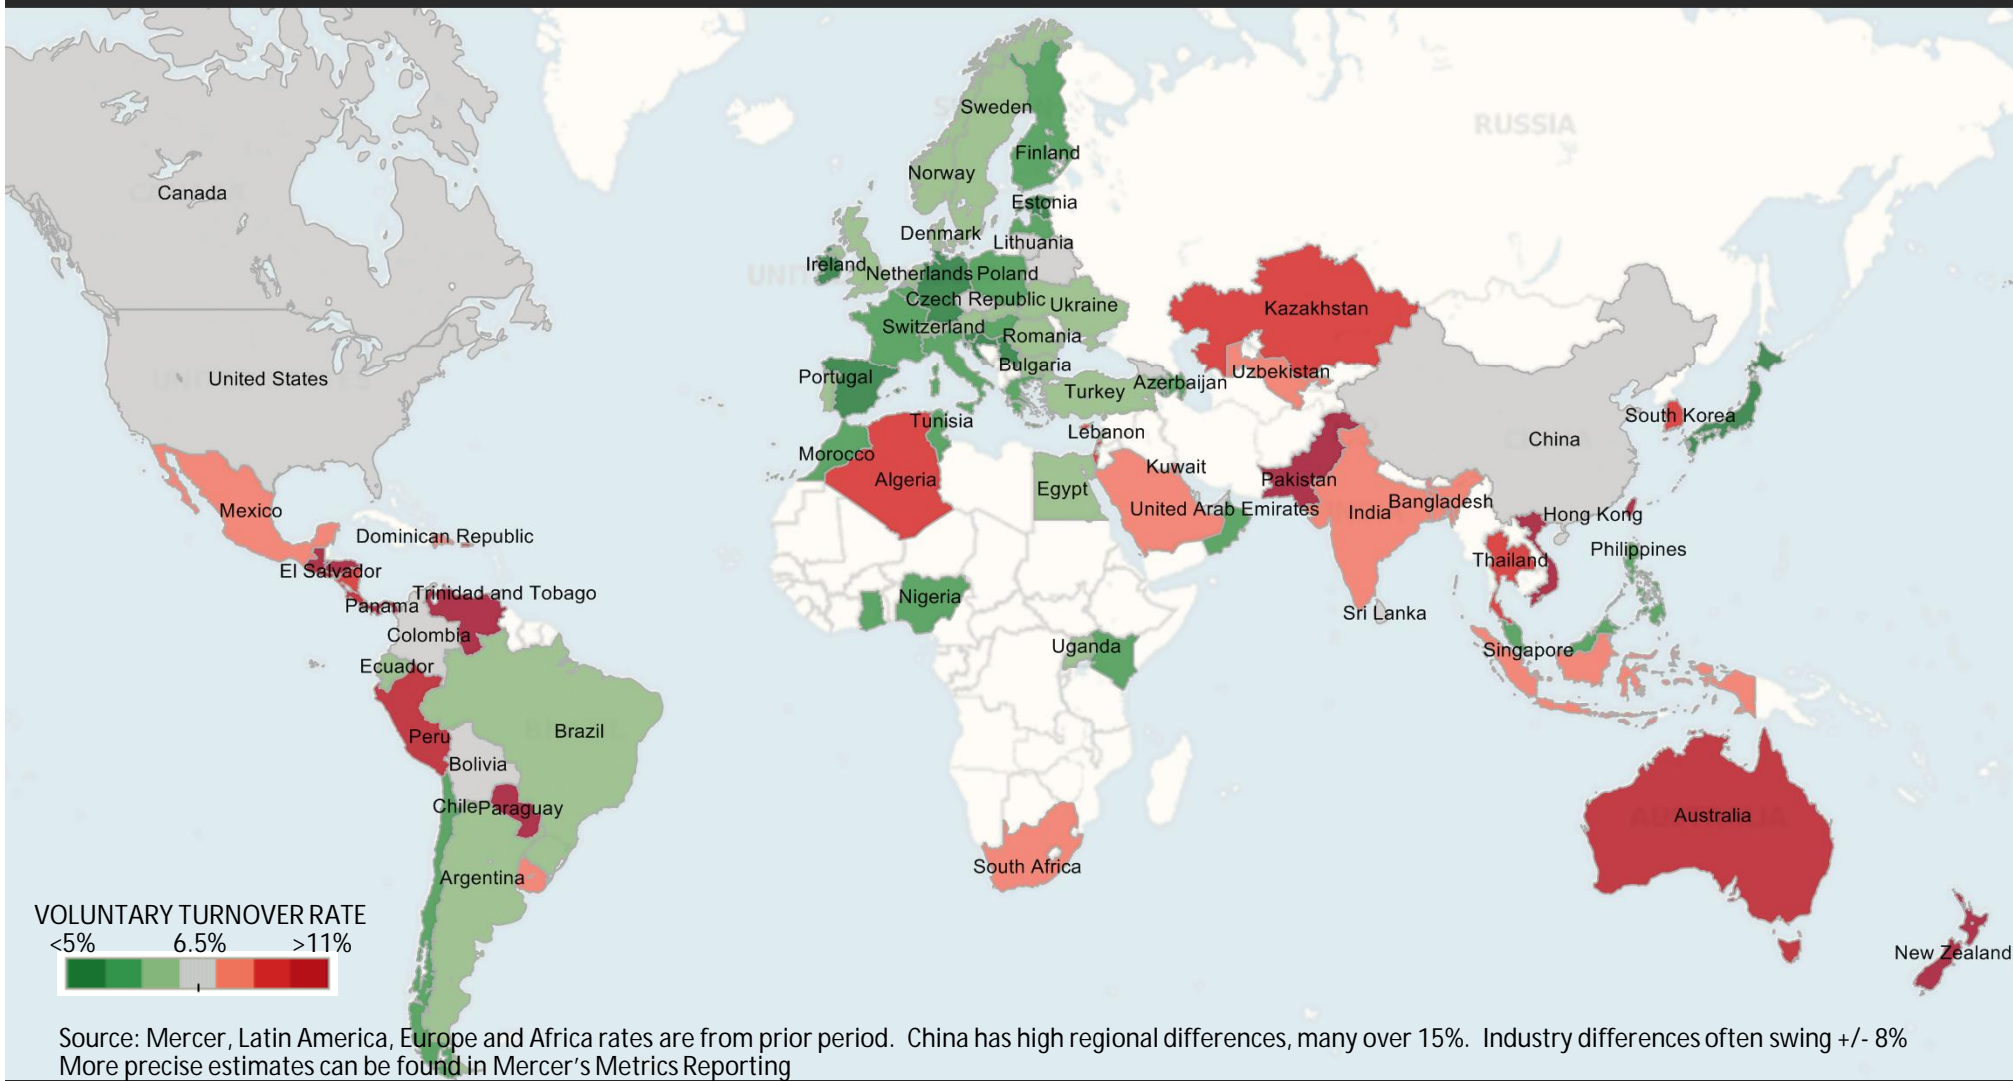 RUSSIA
Sweden
Finland
Norway
Canada
Estonia
Denmark
Lithuania
Ireland
Netherlands
Poland
Czech Republic
Ukraine
Kazakhstan
Switzerland
Romania
Bulgaria
Uzbekistan
United States
Portugal
Azerbaijan
Turkey
South Korea
Tunisia
Lebanon
China
Morocco
Kuwait
Algeria
Pakistan
Egypt
Bangladesh
Mexico
United Arab Emirates
India
Hong Kong
Dominican Republic
Philippines
Thailand
El Salvador
Trinidad and Tobago
Nigeria
Panama
Sri Lanka
Colombia
Uganda
Singapore
Ecuador
Brazil
Peru
Bolivia
Chile
Paraguay
Australia
South Africa
Argentina
New Zealand
VOLUNTARY TURNOVER RATE
<5% 6.5% >11%
Source: Mercer, Latin America, Europe and Africa rates are from prior period. China has high regional differences, many over 15%. Industry differences often swing +/- 8%
More precise estimates can be found in Mercer's Metrics Reporting